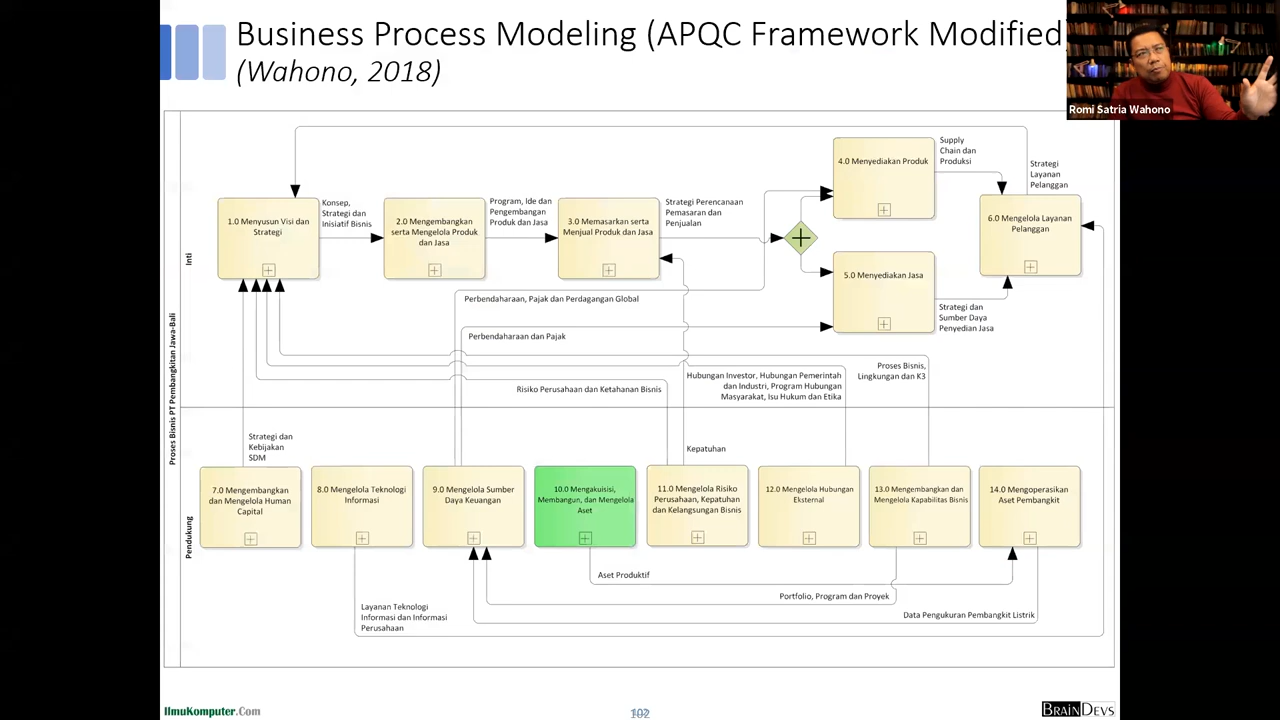 Business Process Modeling (APQC Framework Modified)
(Wahono, 2018)
Romi Satria Wahono
Proses Bisnis PT Pembangkitan Jawa-Bali
Inti
Pendukung
1.0 Menyusun Visi dan
Strategi
Konsep,
Strategi dan
Inisiatif Bisnis
2.0 Mengembangkan
serta Mengelola Produk
dan Jasa
Program, Ide dan
Pengembangan
Produk dan Jasa
3.0 Memasarkan serta
Menjual Produk dan Jasa
Strategi Perencanaan
Pemasaran dan
Penjualan
4.0 Menyediakan Produk
Supply
Chain dan
Produksi
5.0 Menyediakan Jasa
Strategi dan
Sumber Daya
Penyedian Jasa
Strategi
Layanan
Pelanggan
6.0 Mengelola Layanan
Pelanggan
Perbendaharaan, Pajak dan Perdagangan Global
Perbendaharaan dan Pajak
Risiko Perusahaan dan Ketahanan Bisnis
Hubungan Investor, Hubungan Pemerintah
dan Industri, Program Hubungan
Masyarakat, Isu Hukum dan Etika
Proses Bisnis,
Lingkungan dan K3
Strategi dan
Kebijakan
SDM
Kepatuhan
7.0 Mengembangkan
dan Mengelola Human
Capital
8.0 Mengelola Teknologi
Informasi
9.0 Mengelola Sumber
Daya Keuangan
10.0 Mengakuisisi,
Membangun, dan Mengelola
Aset
11.0 Mengelola Risiko
Perusahaan, Kepatuhan
dan Kelangsungan Bisnis
12.0 Mengelola Hubungan
Eksternal
13.0 Mengembangkan dan
Mengelola Kapabilitas Bisnis
14.0 Mengoperasikan
Aset Pembangkit
Aset Produktif
Portfolio, Program dan Proyek
Data Pengukuran Pembangkit Listrik
Layanan Teknologi
Informasi dan Informasi
Perusahaan
IlmuKomputer.Com
102
BRAINDEVS